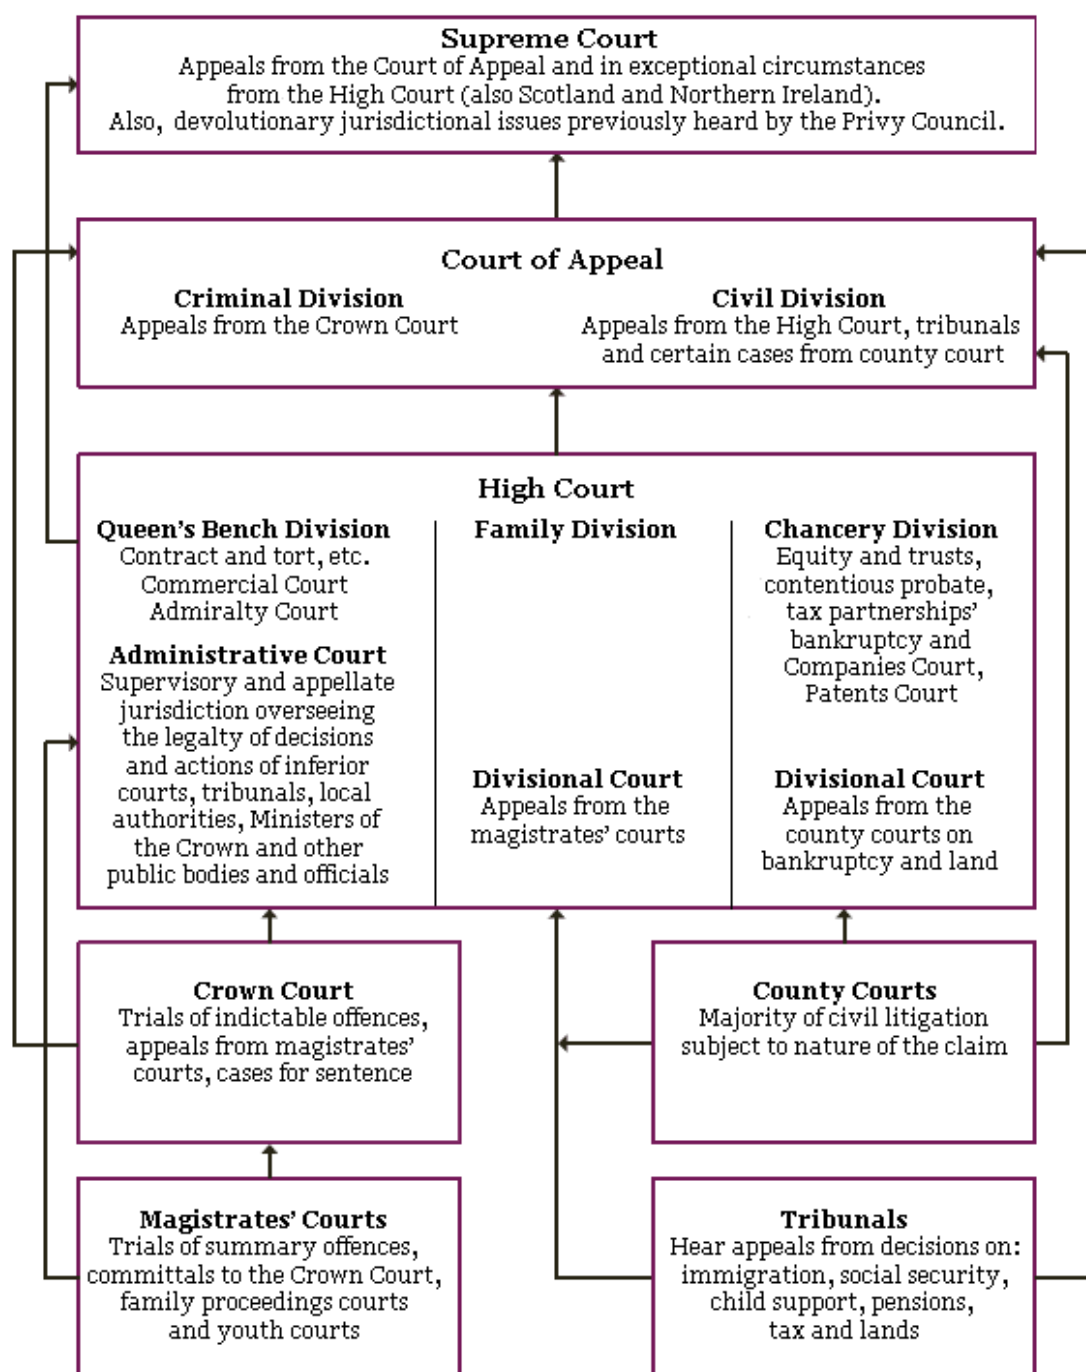 Supreme Court
Appeals from the Court of Appeal and in exceptional circumstances
from the High Court (also Scotland and Northern Ireland).
Also, devolutionary jurisdictional issues previously heard by the Privy Council.
Court of Appeal
Criminal Division
Appeals from the Crown Court
Civil Division
Appeals from the High Court, tribunals
and certain cases from county court
High Court
Queen's Bench Division
Contract and tort, etc.
Commercial Court
Admiralty Court
Administrative Court
Supervisory and appellate
jurisdiction overseeing
the legalty of decisions
and actions of inferior
courts, tribunals, local
authorities, Ministers of
the Crown and other
public bodies and officials
Family Division
Divisional Court
Appeals from the
magistrates' courts
Chancery Division
Equity and trusts,
contentious probate,
tax partnerships'
bankruptcy and
Companies Court,
Patents Court
Divisional Court
Appeals from the
county courts on
bankruptcy and land
Crown Court
Trials of indictable offences,
appeals from magistrates'
courts, cases for sentence
County Courts
Majority of civil litigation
subject to nature of the claim
Magistrates' Courts
Trials of summary offences,
committals to the Crown Court,
family proceedings courts
and youth courts
Tribunals
Hear appeals from decisions on:
immigration, social security,
child support, pensions,
tax and lands